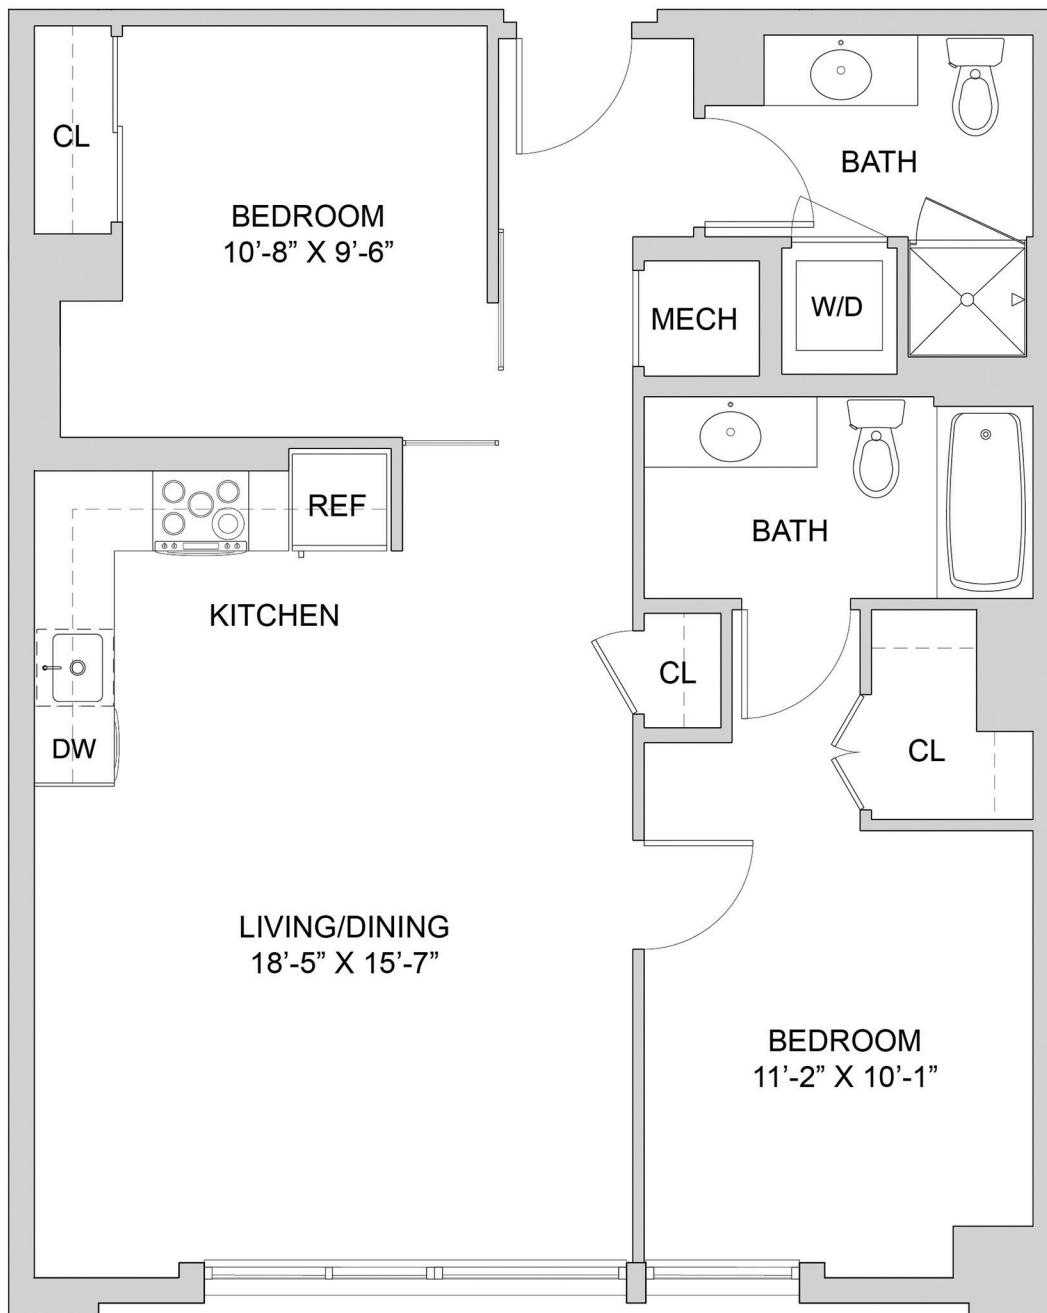 CL
BEDROOM
10’-8” X 9’-6”
BATH
MECH
W/D
REF
BATH
KITCHEN
CL
DW
CL
LIVING/DINING
18’-5” X 15’-7”
BEDROOM
11’-2” X 10’-1”